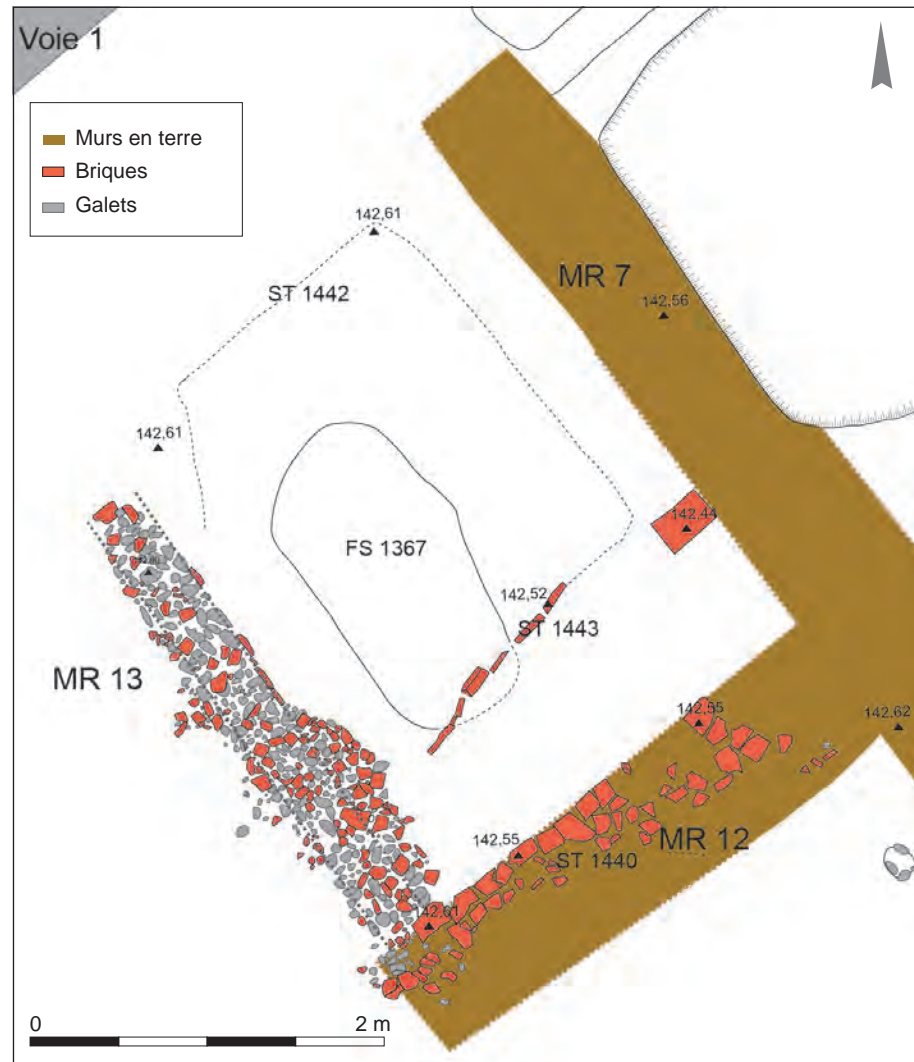 Voie 1
Murs en terre
Briques
Galets
142,61
ST 1442
MR 7
142,56
142,61
FS 1367
142,44
142,52
ST 1443
MR 13
142,55
142,62
142,55
MR 12
ST 1440
142,61
0 2 m